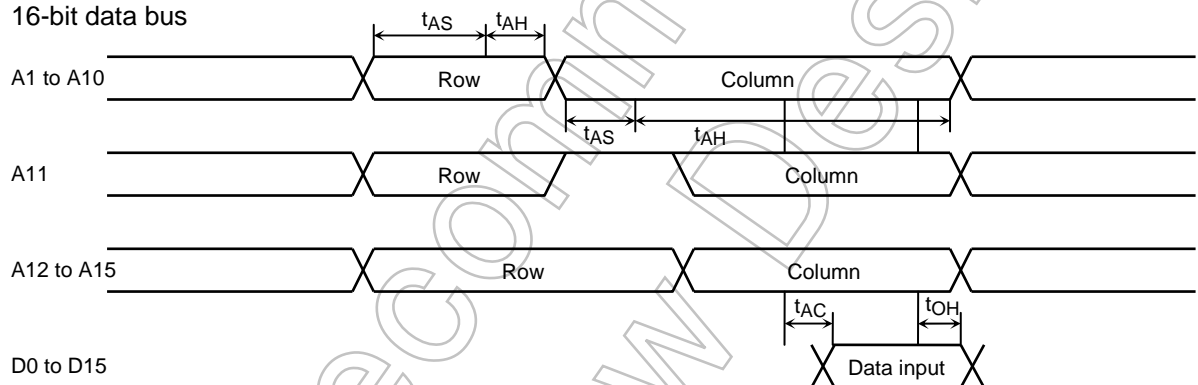 16-bit data bus
tAS tAH
A1 to A10 Row Column
tAS tAH
A11 Row Column
A12 to A15 Row Column
tAC tOH
D0 to D15 Data input